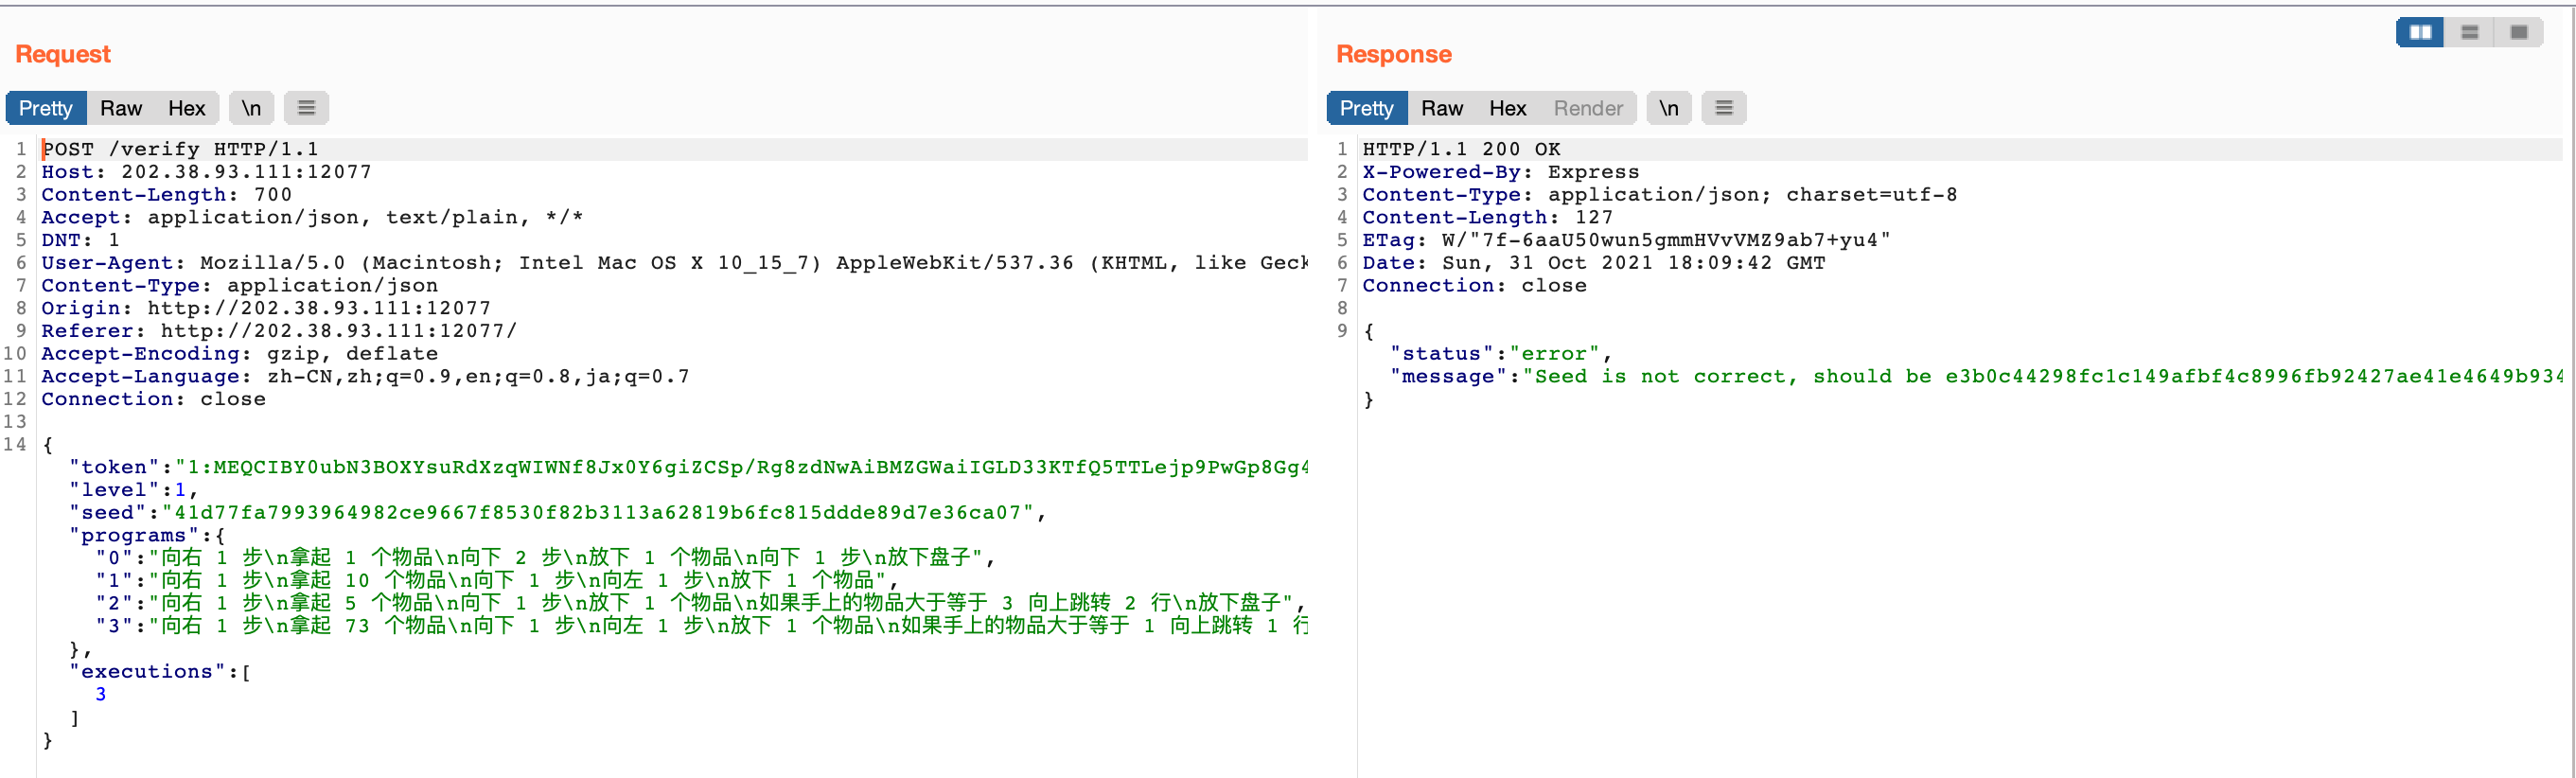 Request
Pretty Raw Hex \n
1 POST /verify HTTP/1.1
2 Host: 202.38.93.111:12077
3 Content-Length: 700
4 Accept: application/json, text/plain, */*
5 DNT: 1
6 User-Agent: Mozilla/5.0 (Macintosh; Intel Mac OS X 10_15_7) AppleWebKit/537.36 (KHTML, like Geck
7 Content-Type: application/json
8 Origin: http://202.38.93.111:12077
9 Referer: http://202.38.93.111:12077/
10 Accept-Encoding: gzip, deflate
11 Accept-Language: zh-CN,zh;q=0.9,en;q=0.8,ja;q=0.7
12 Connection: close
13
14 {
"token":"1:MEQCIBY0ubN3BOXYsuRdXzqWIWNf8Jx0Y6giZCSp/Rg8zdNwAiBMZGWaiIGLD33KTfQ5TTLejp9PwGp8Gg4
"level":1,
"seed":"41d77fa7993964982ce9667f8530f82b3113a62819b6fc815ddde89d7e36ca07",
"programs":{
"0":"向右 1 步\n拿起 1 个物品\n向下 2 步\n放下 1 个物品\n向下 1 步\n放下盘子",
"1":"向右 1 步\n拿起 10 个物品\n向下 1 步\n向左 1 步\n放下 1 个物品",
"2":"向右 1 步\n拿起 5 个物品\n向下 1 步\n放下 1 个物品\n如果手上的物品大于等于 3 向上跳转 2 行\n放下盘子",
"3":"向右 1 步\n拿起 73 个物品\n向下 1 步\n向左 1 步\n放下 1 个物品\n如果手上的物品大于等于 1 向上跳转 1 行
},
"executions":[
3
]
}
Response
Pretty Raw Hex Render \n
1 HTTP/1.1 200 OK
2 X-Powered-By: Express
3 Content-Type: application/json; charset=utf-8
4 Content-Length: 127
5 ETag: W/"7f-6aaU50wun5gmmHVvVMZ9ab7+yu4"
6 Date: Sun, 31 Oct 2021 18:09:42 GMT
7 Connection: close
8
9 {
"status":"error",
"message":"Seed is not correct, should be e3b0c44298fc1c149afbf4c8996fb92427ae41e4649b934
}